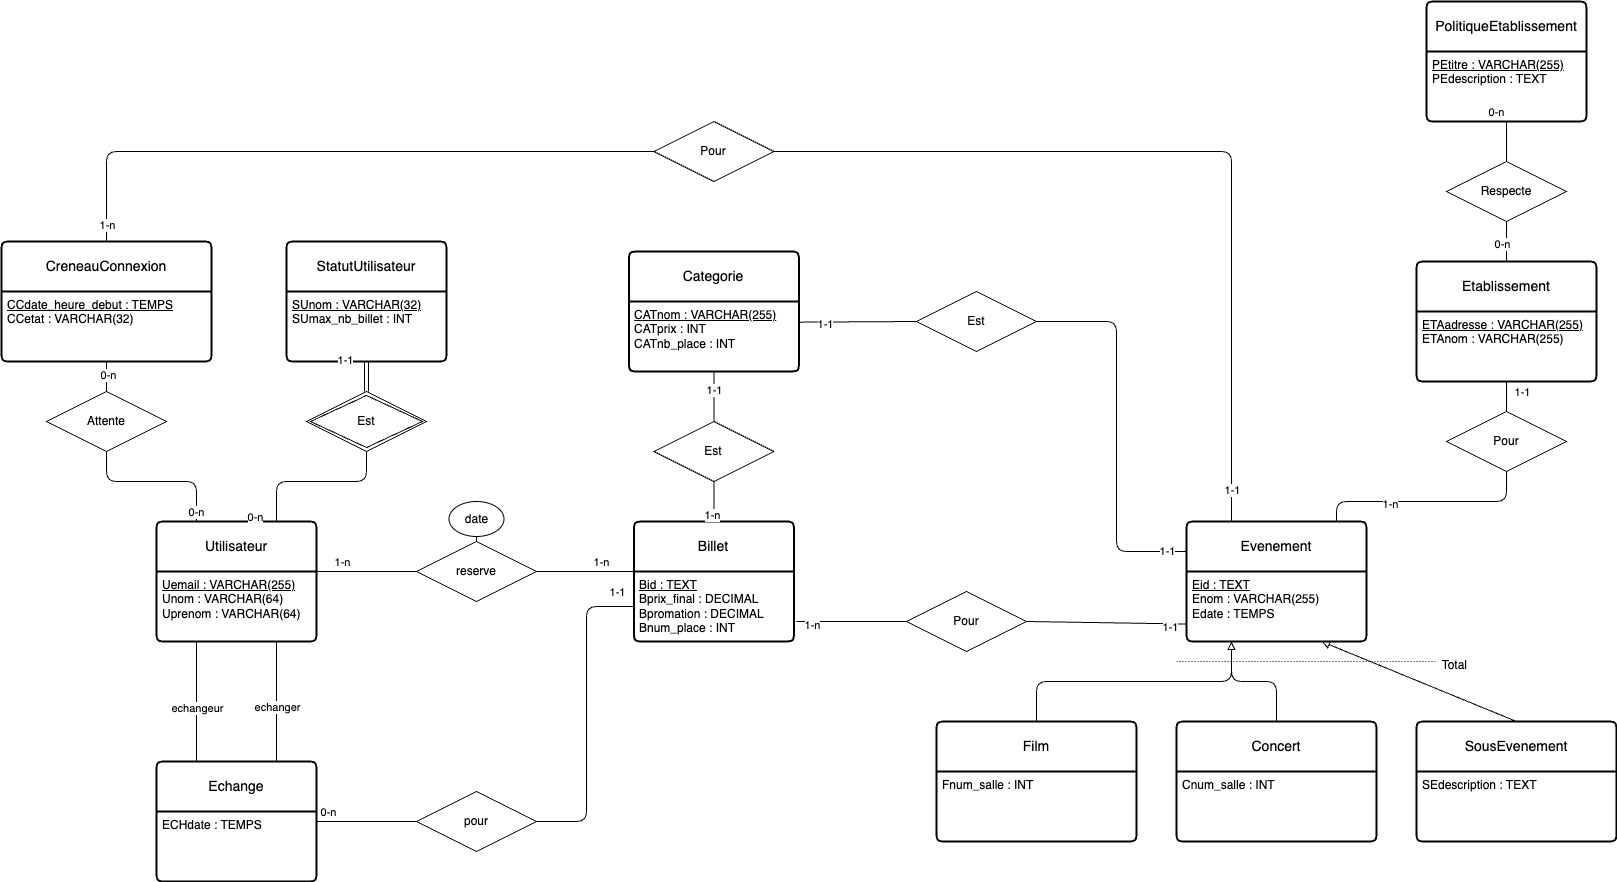 PolitiqueEtablissement
PEtitre : VARCHAR(255)
PEdescription : TEXT
0-n
Respecte
0-n
Etablissement
ETAadresse : VARCHAR(255)
ETAnom : VARCHAR(255)
1-1
Pour
1-n
Pour
1-n
1-1
CreneauConnexion
CCdate_heure_debut : TEMPS
CCetat : VARCHAR(32)
0-n
Attente
0-n
StatutUtilisateur
SUnom : VARCHAR(32)
SUmax_nb_billet : INT
1-1
Est
0-n
Categorie
CATnom : VARCHAR(255)
CATprix : INT
CATnb_place : INT
1-1
Est
1-1
1-1
Est
1-n
Utilisateur
Uemail : VARCHAR(255)
Unom : VARCHAR(64)
Uprenom : VARCHAR(64)
1-n
date
reserve
1-n
1-1
Billet
Bid : TEXT
Bprix_final : DECIMAL
Bpromation : DECIMAL
Bnum_place : INT
1-n
Pour
1-1
Evenement
Eid : TEXT
Enom : VARCHAR(255)
Edate : TEMPS
Total
echangeur
echanger
Echange
ECHdate : TEMPS
0-n
pour
Film
Fnum_salle : INT
Concert
Cnum_salle : INT
SousEvenement
SEdescription : TEXT